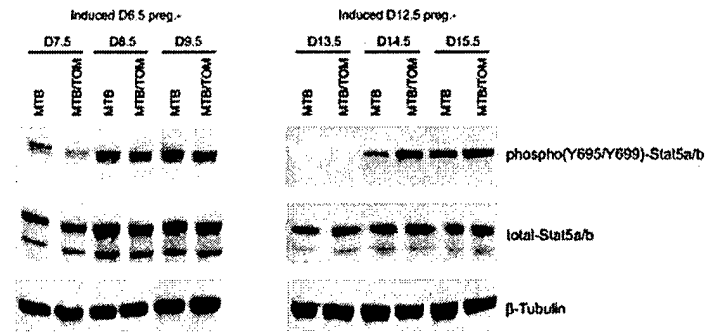 Induced D6.5 preg.-
Induced D12.5 preg.-
D7.5 D8.5 D9.5
D13.5 D14.5 D15.5
MTB MTB/TOM MTB MTB/TOM MTB MTB/TOM
MTB MTB/TOM MTB MTB/TOM MTB MTB/TOM
phospho(Y695/Y699)-Stat5a/b
total-Stat5a/b
β-Tubulin